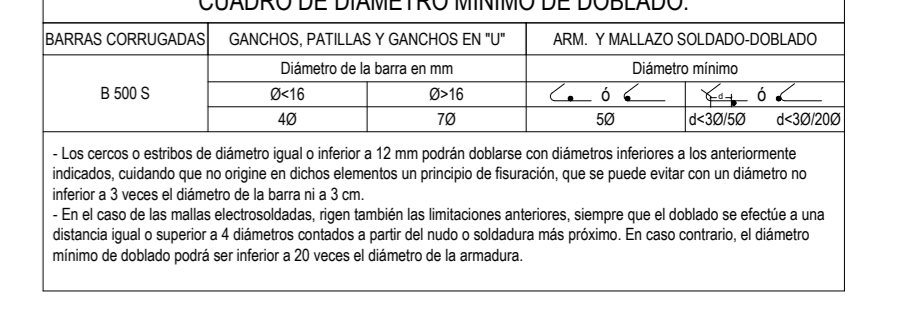 CUADRO DE DIÁMETRO MÍNIMO DE DOBLADO.
BARRAS CORRUGADAS GANCHOS, PATILLAS Y GANCHOS EN "U" ARM. Y MALLAZO SOLDADO-DOBLADO
Diámetro de la barra en mm Diámetro mínimo
B 500 S Ø<16 Ø>16 ó d ó
4Ø 7Ø 5Ø d<3Ø/5Ø d<3Ø/20Ø
- Los cercos o estribos de diámetro igual o inferior a 12 mm podrán doblarse con diámetros inferiores a los anteriormente
indicados, cuidando que no origine en dichos elementos un principio de fisuración, que se puede evitar con un diámetro no
inferior a 3 veces el diámetro de la barra ni a 3 cm.
- En el caso de las mallas electrosoldadas, rigen también las limitaciones anteriores, siempre que el doblado se efectúe a una
distancia igual o superior a 4 diámetros contados a partir del nudo o soldadura más próximo. En caso contrario, el diámetro
mínimo de doblado podrá ser inferior a 20 veces el diámetro de la armadura.